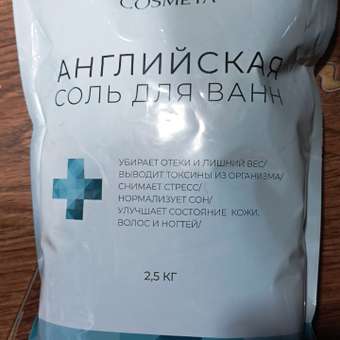 COSMETA
АНГЛИЙСКАЯ
СОЛЬ ДЛЯ ВАНН
УБИРАЕТ ОТЕКИ И ЛИШНИЙ ВЕС/
ВЫВОДИТ ТОКСИНЫ ИЗ ОРГАНИЗМА/
СНИМАЕТ СТРЕСС/
НОРМАЛИЗУЕТ СОН/
УЛУЧШАЕТ СОСТОЯНИЕ КОЖИ,
ВОЛОС И НОГТЕЙ/
2,5 КГ